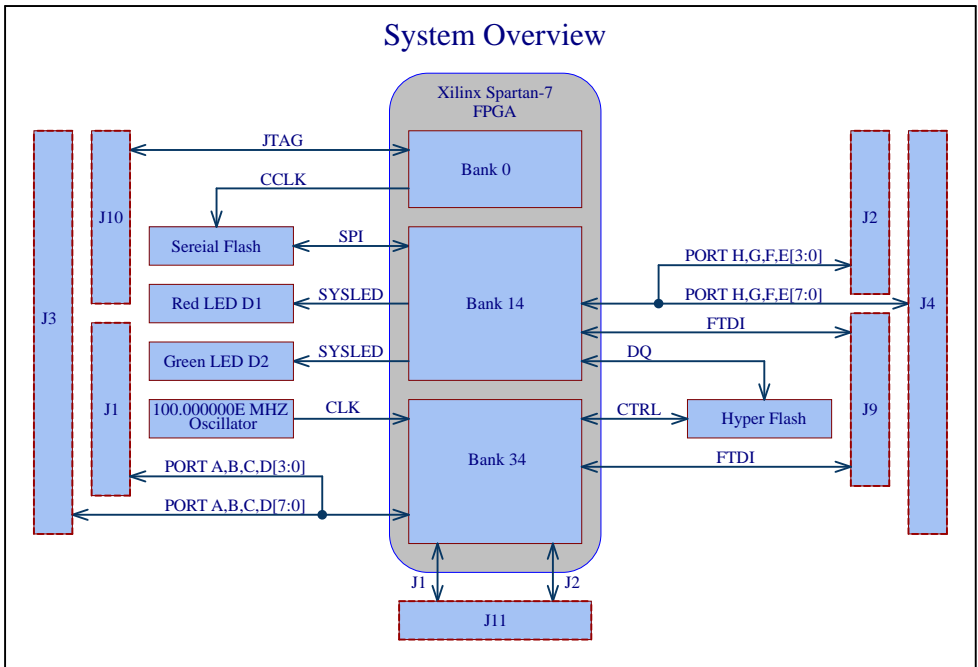 System Overview
Xilinx Spartan-7
FPGA
JTAG
Bank 0
CCLK
J10
J2
Sereial Flash
SPI
PORT H,G,F,E[3:0]
Bank 14
Red LED D1
SYSLED
PORT H,G,F,E[7:0]
J3
J4
FTDI
Green LED D2
SYSLED
DQ
J1
J9
100.000000E MHZ
Oscillator
CLK
CTRL
Hyper Flash
Bank 34
FTDI
PORT A,B,C,D[3:0]
PORT A,B,C,D[7:0]
J1
J2
J11